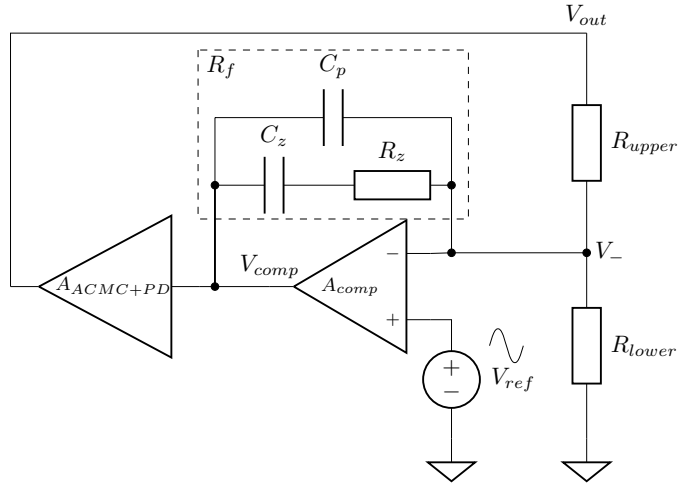 V_out
R_f
C_p
C_z
R_z
R_upper
V_-
V_comp
A_ACMC+PD
A_comp
−
+
R_lower
+
−
V_ref